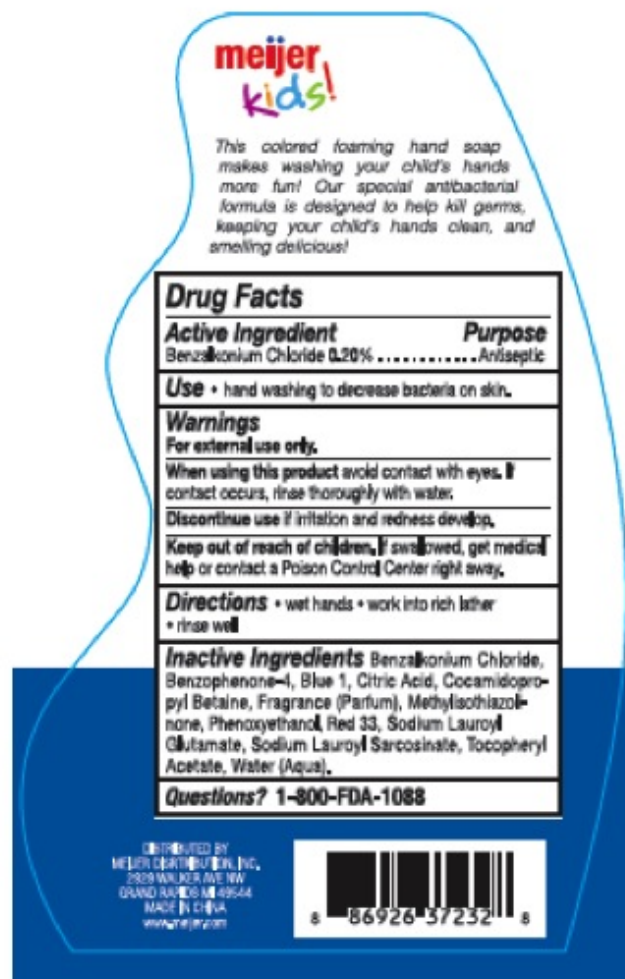 meijer
kids!
This colored foaming hand soap
makes washing your child's hands
more fun! Our special antibacterial
formula is designed to help kill germs,
keeping your child's hands clean, and
smelling delicious!
Drug Facts
Active Ingredient Purpose
Benzalkonium Chloride 0.20% ............. Antiseptic
Use • hand washing to decrease bacteria on skin.
Warnings
For external use only.
When using this product avoid contact with eyes. If
contact occurs, rinse thoroughly with water.
Discontinue use if irritation and redness develop.
Keep out of reach of children. If swallowed, get medical
help or contact a Poison Control Center right away.
Directions • wet hands • work into rich lather
• rinse well
Inactive Ingredients Benzalkonium Chloride,
Benzophenone-4, Blue 1, Citric Acid, Cocamidopro-
pyl Betaine, Fragrance (Parfum), Methylisothiazoli-
none, Phenoxyethanol, Red 33, Sodium Lauroyl
Glutamate, Sodium Lauroyl Sarcosinate, Tocopheryl
Acetate, Water (Aqua).
Questions? 1-800-FDA-1088
DISTRIBUTED BY
MEIJER DISRTIBUTION, INC.
2929 WALKER AVE NW
GRAND RAPIDS MI 49544
MADE IN CHINA
www.meijer.com
8 86926 37232 8